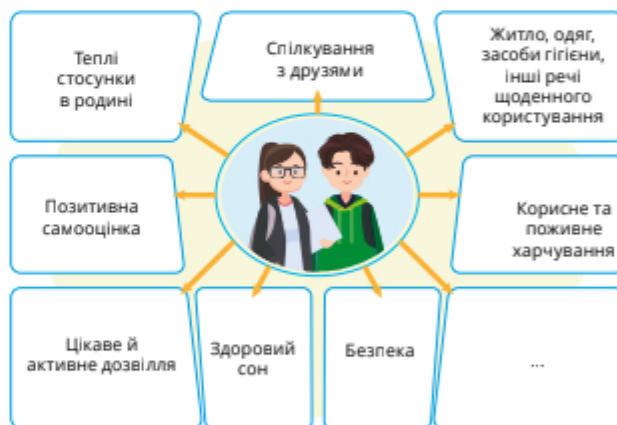 Теплі
стосунки
в родині
Спілкування
з друзями
Житло, одяг,
засоби гігієни,
інші речі
щоденного
користування
Позитивна
самооцінка
Корисне та
поживне
харчування
Цікаве й
активне дозвілля
Здоровий
сон
Безпека
...